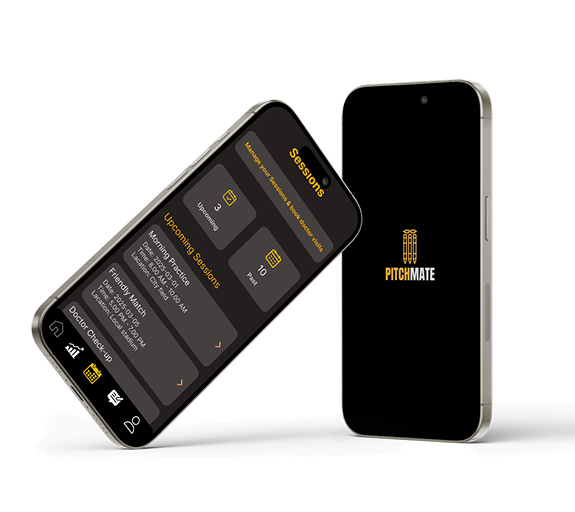 Sessions
Manage your Sessions & book doctor visits
3
Upcoming
10
Past
Upcoming Sessions
Morning Practice
Date: 2025-03-01
Time: 8.00 AM - 10.00 AM
Lacation: City field
Friendly Match
Date: 2025-03-05
Time: 5.00 PM - 7.00 PM
Location: Local stadium
Doctor Check-up
PITCHMATE